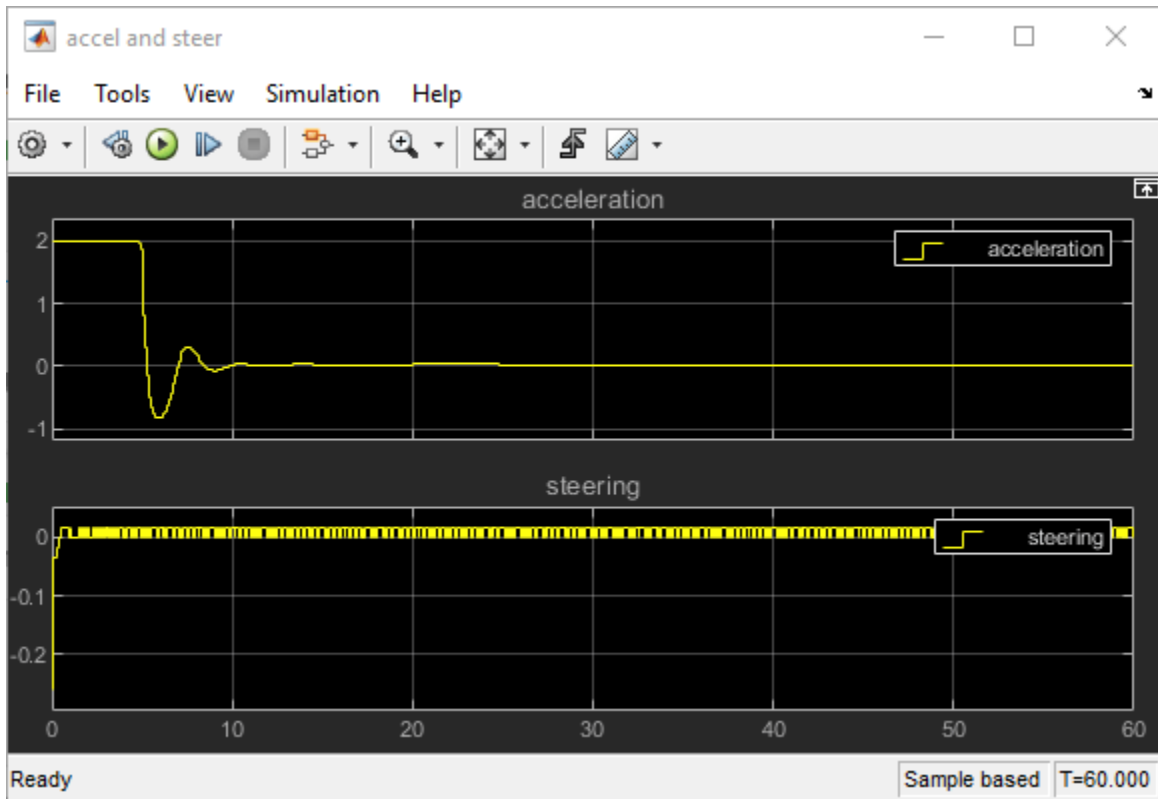 accel and steer
File Tools View Simulation Help
acceleration
acceleration
2
1
0
-1
steering
steering
0
-0.1
-0.2
0 10 20 30 40 50 60
Ready Sample based T=60.000